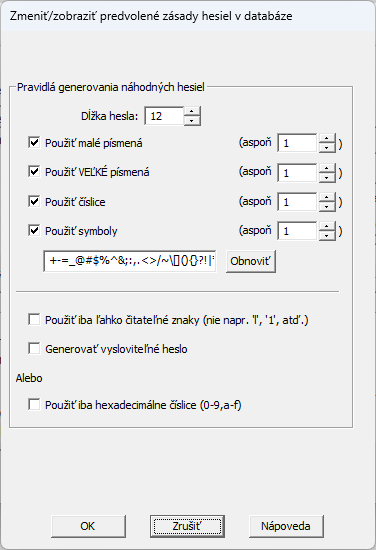 Zmeniť/zobraziť predvolené zásady hesiel v databáze
Pravidlá generovania náhodných hesiel
Dĺžka hesla: 12
Použiť malé písmená (aspoň 1 )
Použiť VEĽKÉ písmená (aspoň 1 )
Použiť číslice (aspoň 1 )
Použiť symboly (aspoň 1 )
+-=_@#$%^&;:,.<>/~\[](){}?!|* Obnoviť
Použiť iba ľahko čitateľné znaky (nie napr. 'l', '1', atď.)
Generovať vysloviteľné heslo
Alebo
Použiť iba hexadecimálne číslice (0-9,a-f)
OK Zrušiť Nápoveda